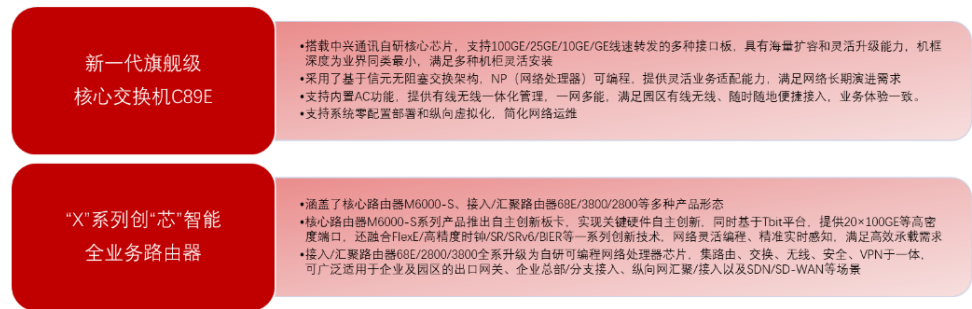 新一代旗舰级
核心交换机C89E
•搭载中兴通讯自研核心芯片，支持100GE/25GE/10GE/GE线速转发的多种接口板，具有海量扩容和灵活升级能力，机框
深度为业界同类最小，满足多种机柜灵活安装
•采用了基于信元无阻塞交换架构，NP（网络处理器）可编程，提供灵活业务适配能力，满足网络长期演进需求
•支持内置AC功能，提供有线无线一体化管理，一网多能，满足园区有线无线、随时随地便捷接入，业务体验一致。
•支持系统零配置部署和纵向虚拟化，简化网络运维
“X”系列创“芯”智能
全业务路由器
•涵盖了核心路由器M6000-S、接入/汇聚路由器68E/3800/2800等多种产品形态
•核心路由器M6000-S系列产品推出自主创新板卡，实现关键硬件自主创新，同时基于Tbit平台，提供20×100GE等高密
度端口，还融合FlexE/高精度时钟/SR/SRv6/BIER等一系列创新技术，网络灵活编程、精准实时感知，满足高效承载需求
•接入/汇聚路由器68E/2800/3800全系升级为自研可编程网络处理器芯片，集路由、交换、无线、安全、VPN于一体，
可广泛适用于企业及园区的出口网关、企业总部/分支接入、纵向网汇聚/接入以及SDN/SD-WAN等场景